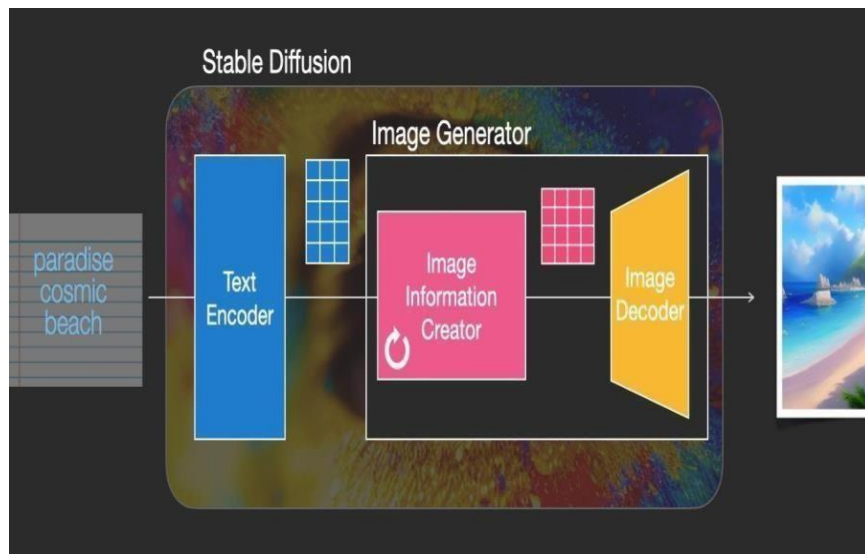 Stable Diffusion
Image Generator
paradise
cosmic
beach
Text
Encoder
Image
Information
Creator
Image
Decoder